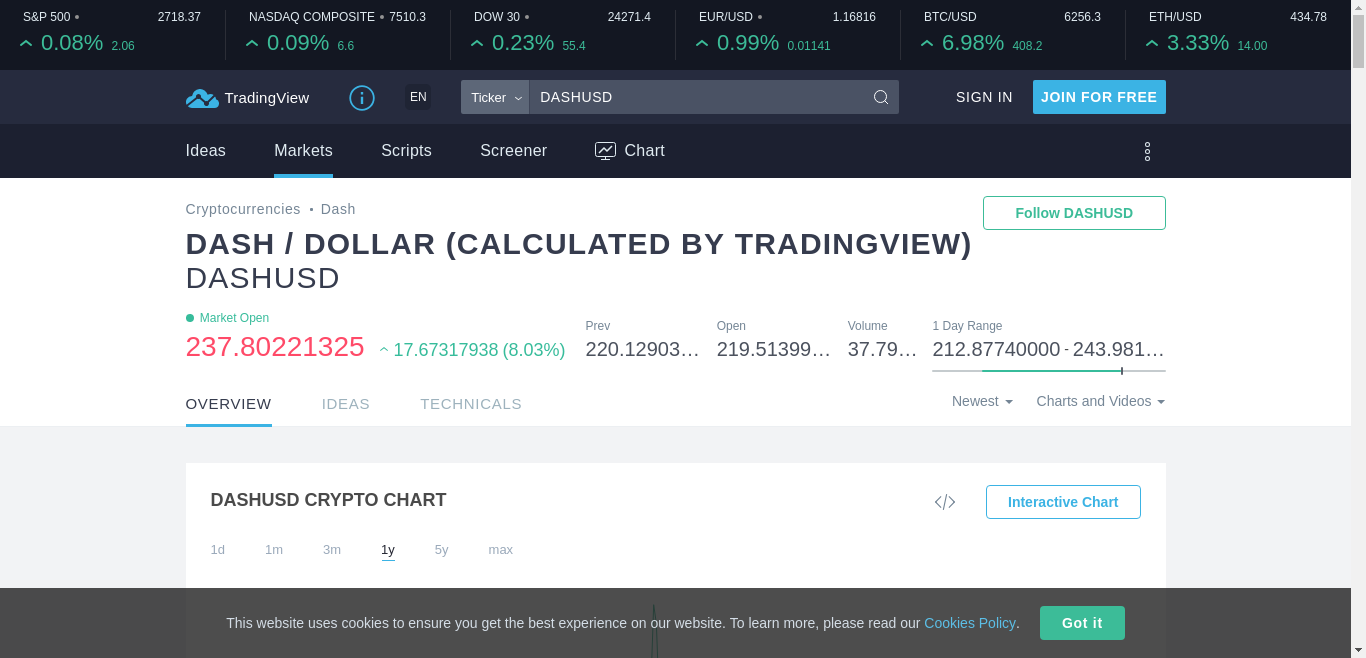 S&P 500 • 2718.37 NASDAQ COMPOSITE • 7510.3 DOW 30 • 24271.4 EUR/USD • 1.16816 BTC/USD 6256.3 ETH/USD 434.78
0.08% 2.06 0.09% 6.6 0.23% 55.4 0.99% 0.01141 6.98% 408.2 3.33% 14.00
TradingView EN Ticker DASHUSD SIGN IN JOIN FOR FREE
Ideas Markets Scripts Screener Chart
Cryptocurrencies • Dash
Follow DASHUSD
DASH / DOLLAR (CALCULATED BY TRADINGVIEW)
DASHUSD
Market Open
Prev Open Volume 1 Day Range
237.80221325 17.67317938 (8.03%) 220.12903… 219.51399… 37.79… 212.87740000 - 243.981…
OVERVIEW IDEAS TECHNICALS Newest Charts and Videos
DASHUSD CRYPTO CHART </> Interactive Chart
1d 1m 3m 1y 5y max
This website uses cookies to ensure you get the best experience on our website. To learn more, please read our Cookies Policy. Got it